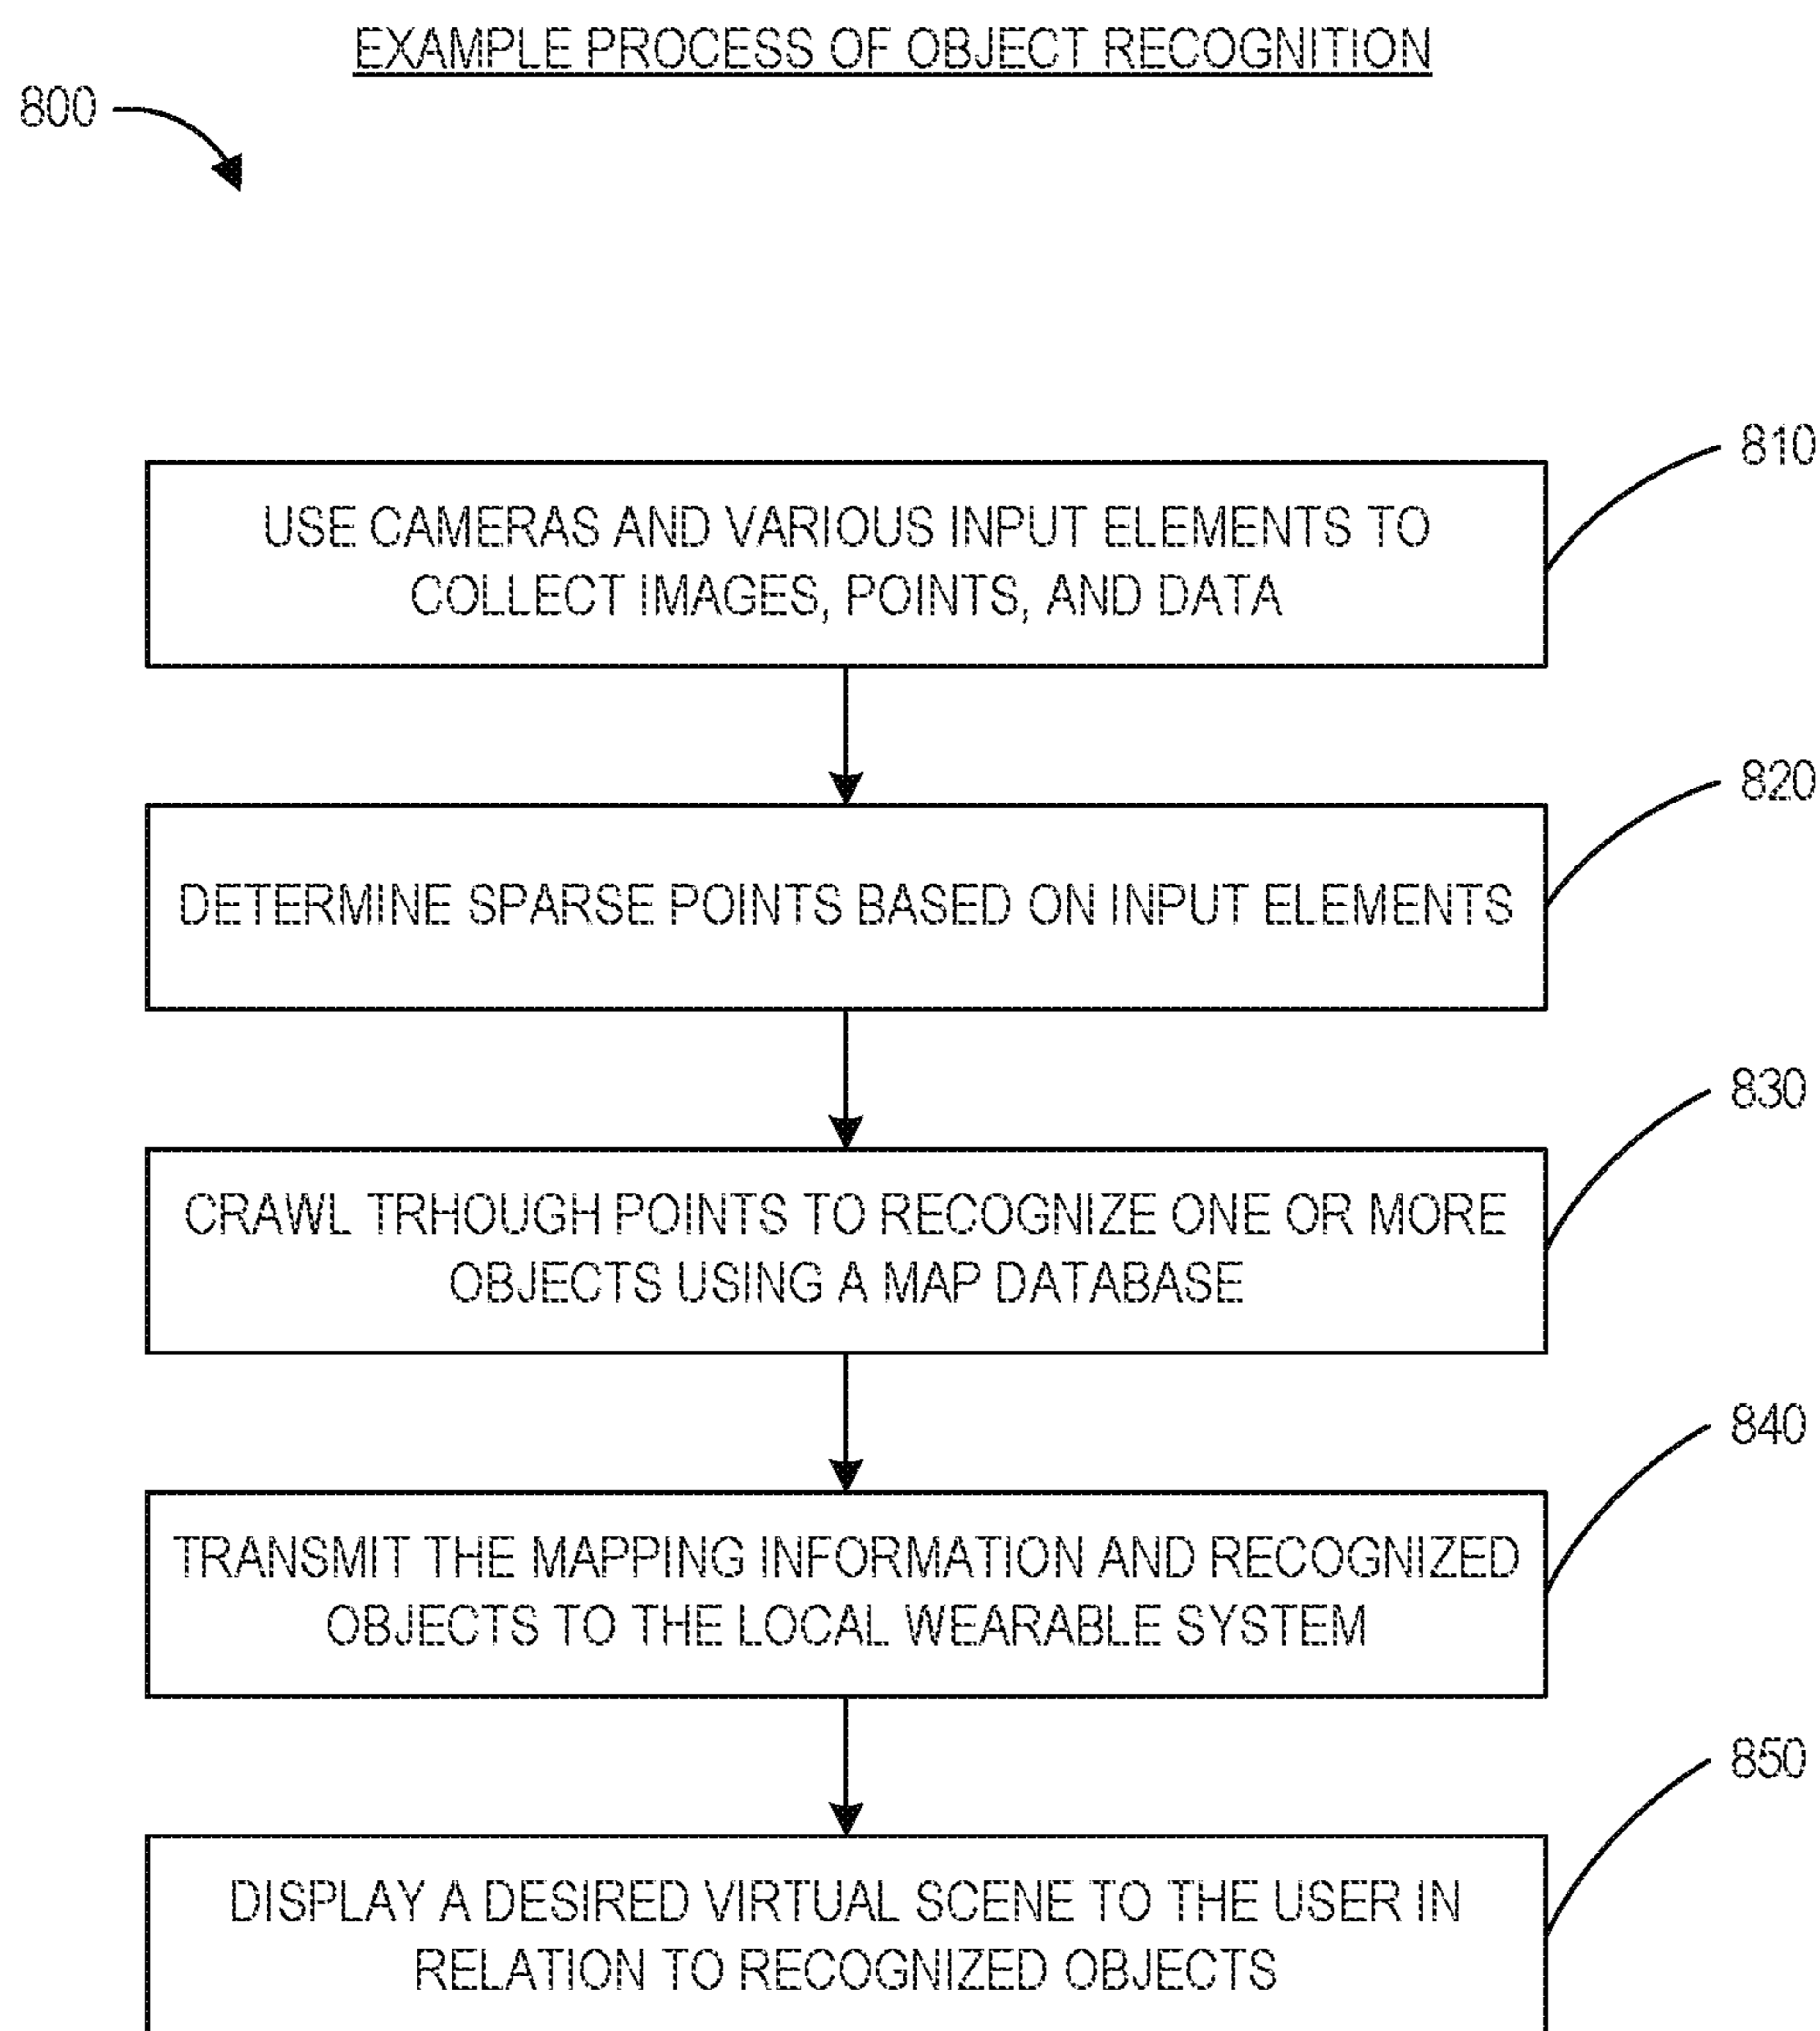 EXAMPLE PROCESS OF OBJECT RECOGNITION
800
810
USE CAMERAS AND VARIOUS INPUT ELEMENTS TO
COLLECT IMAGES, POINTS, AND DATA
820
DETERMINE SPARSE POINTS BASED ON INPUT ELEMENTS
830
CRAWL TRHOUGH POINTS TO RECOGNIZE ONE OR MORE
OBJECTS USING A MAP DATABASE
840
TRANSMIT THE MAPPING INFORMATION AND RECOGNIZED
OBJECTS TO THE LOCAL WEARABLE SYSTEM
850
DISPLAY A DESIRED VIRTUAL SCENE TO THE USER IN
RELATION TO RECOGNIZED OBJECTS